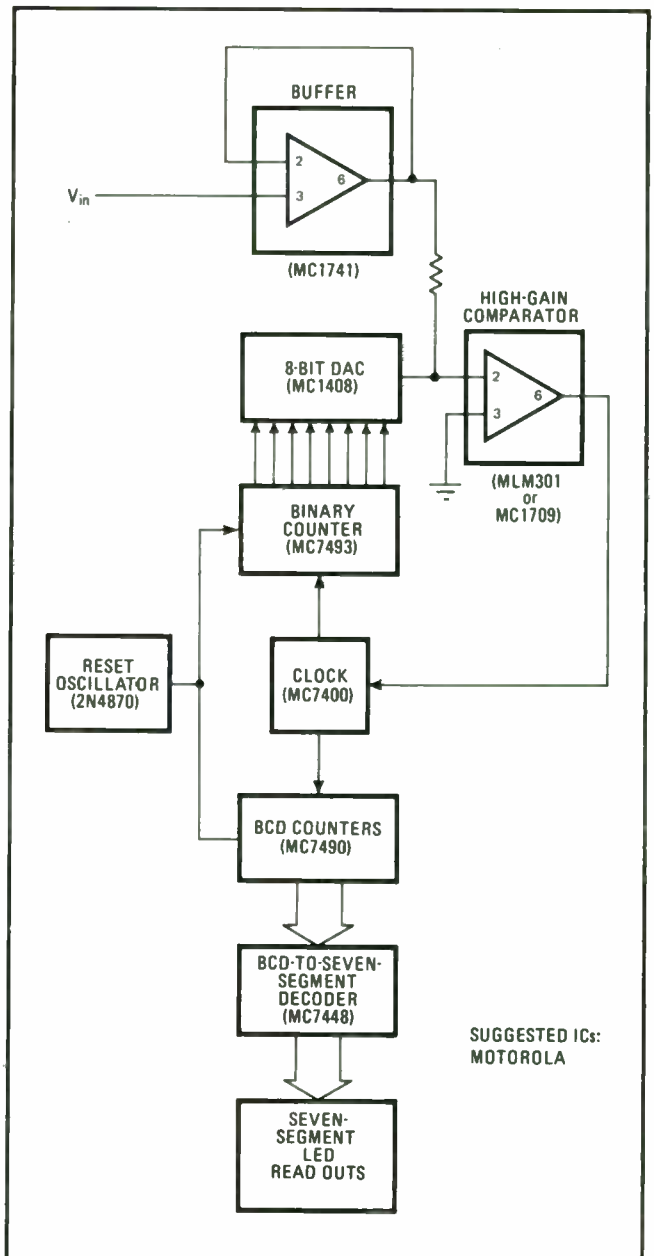 BUFFER
2
6
3
Vin
(MC1741)
HIGH-GAIN
COMPARATOR
8-BIT DAC
(MC1408)
2
6
3
(MLM301
or
MC1709)
BINARY
COUNTER
(MC7493)
RESET
OSCILLATOR
(2N4870)
CLOCK
(MC7400)
BCD COUNTERS
(MC7490)
BCD-TO-SEVEN-
SEGMENT
DECODER
(MC7448)
SUGGESTED ICs:
MOTOROLA
SEVEN-
SEGMENT
LED
READ OUTS